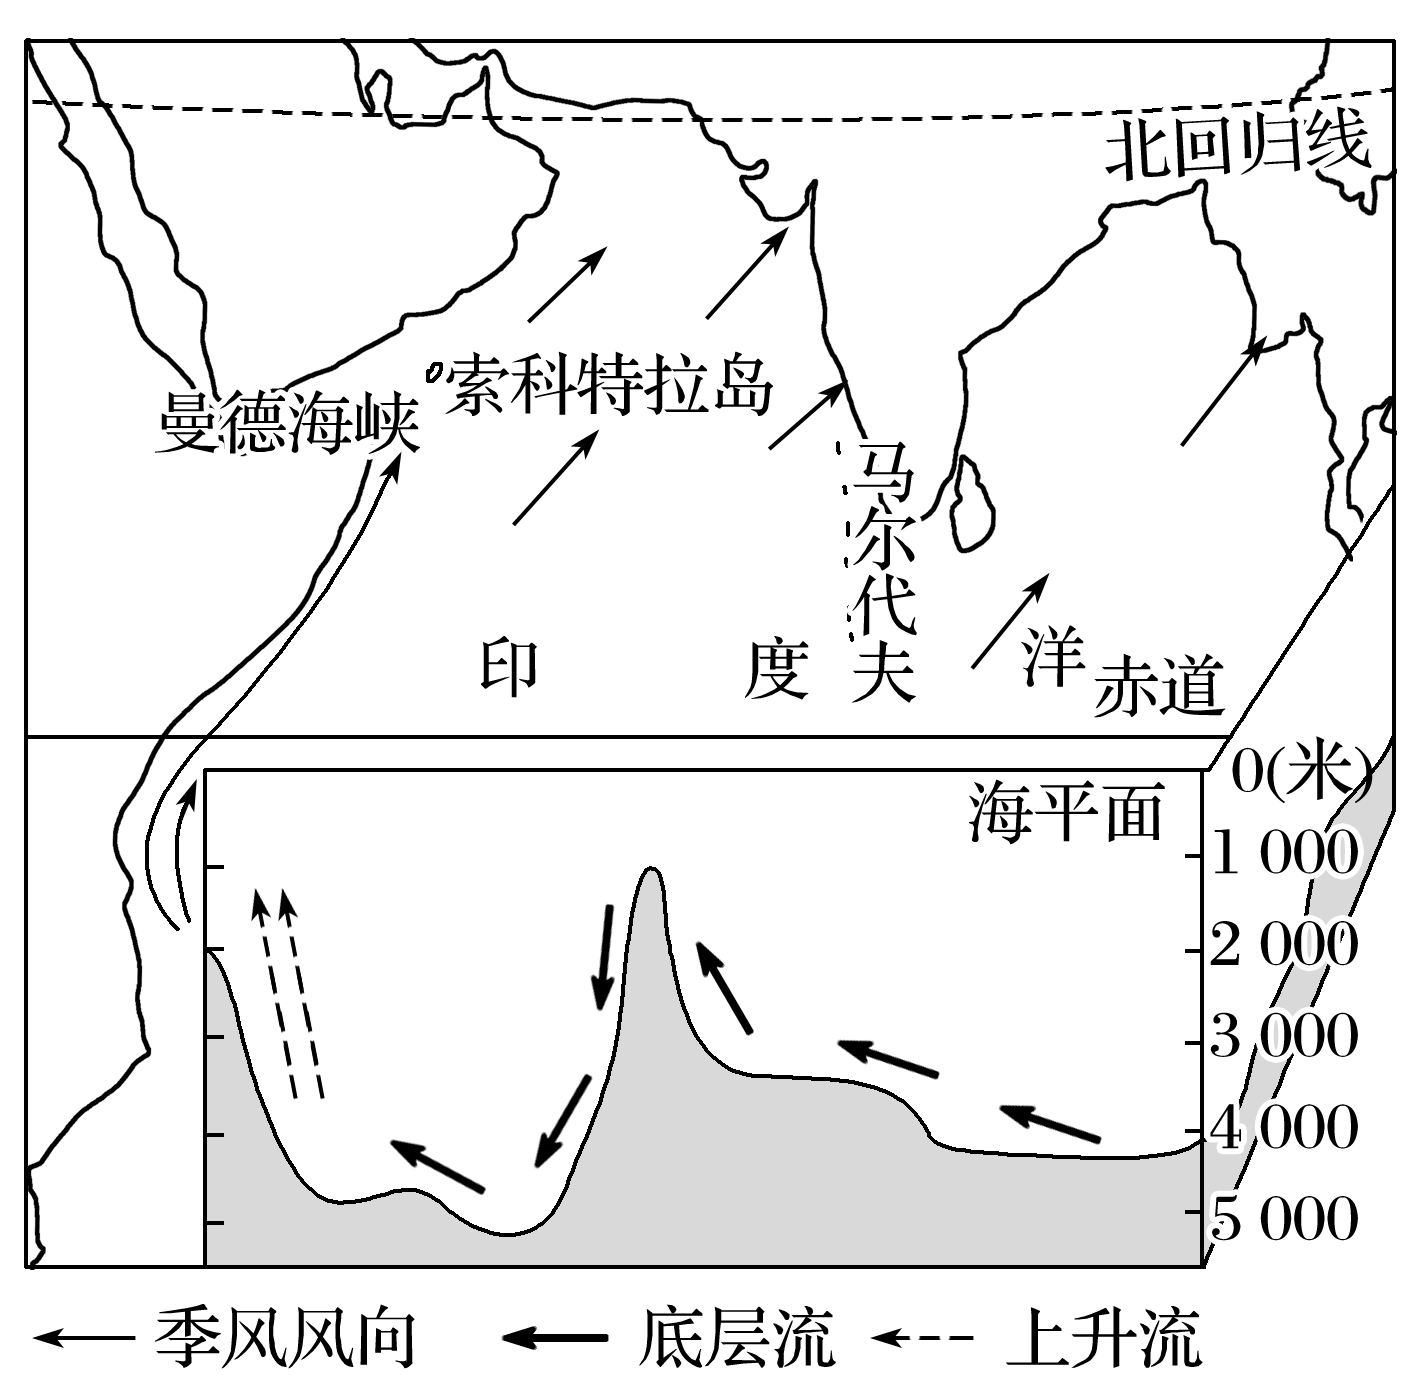 北回归线
索科特拉岛
曼德海峡
马尔代夫
印度洋
赤道
0(米)
海平面
1 000
2 000
3 000
4 000
5 000
季风风向
底层流
上升流